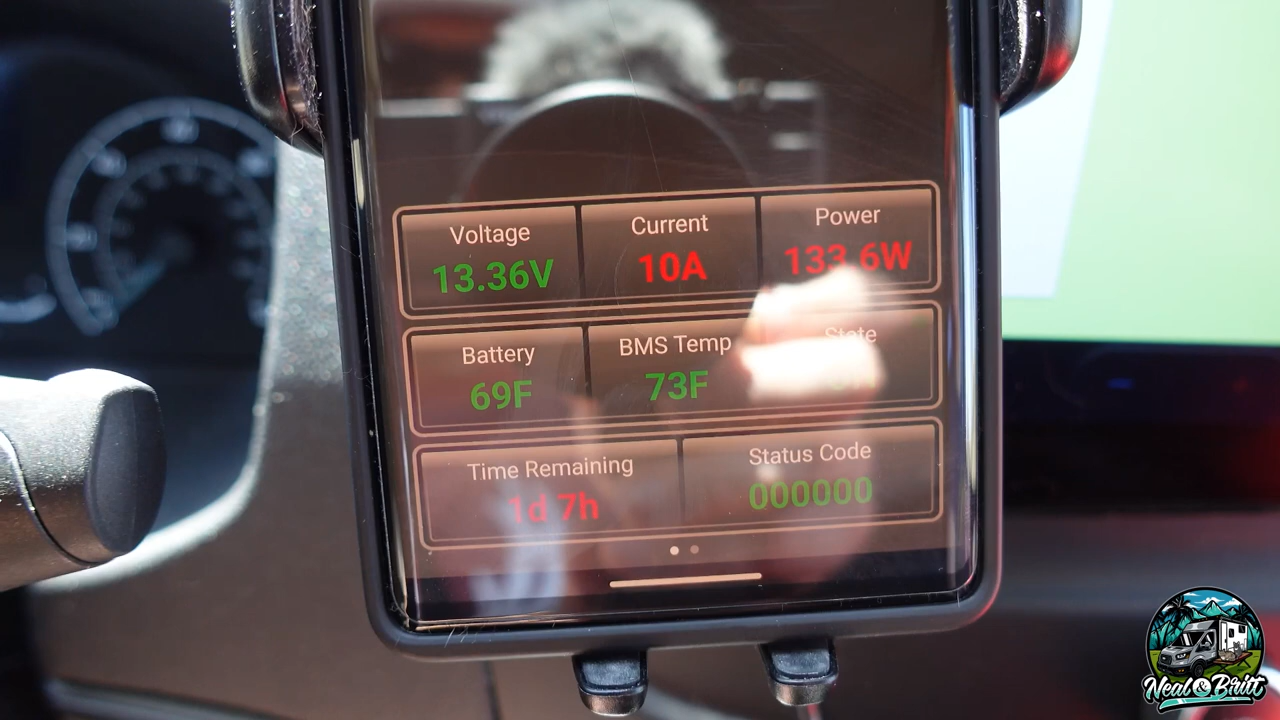 Voltage
Current
Power
13.36V
10A
133.6W
Battery
BMS Temp
State
69F
73F
Time Remaining
Status Code
1d 7h
000000
Neal & Britt